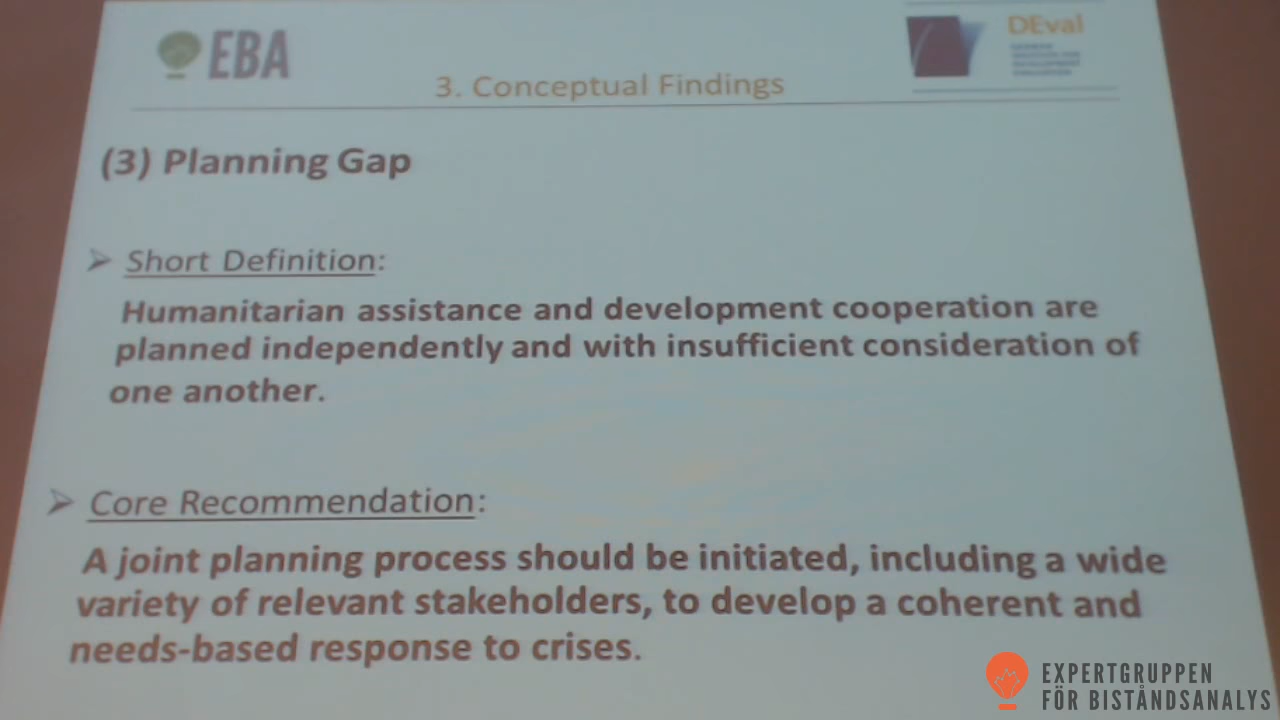 EBA
DEval
3. Conceptual Findings
(3) Planning Gap
Short Definition:
Humanitarian assistance and development cooperation are
planned independently and with insufficient consideration of
one another.
Core Recommendation:
A joint planning process should be initiated, including a wide
variety of relevant stakeholders, to develop a coherent and
needs-based response to crises.
EXPERTGRUPPEN
FÖR BISTÅNDSANALYS